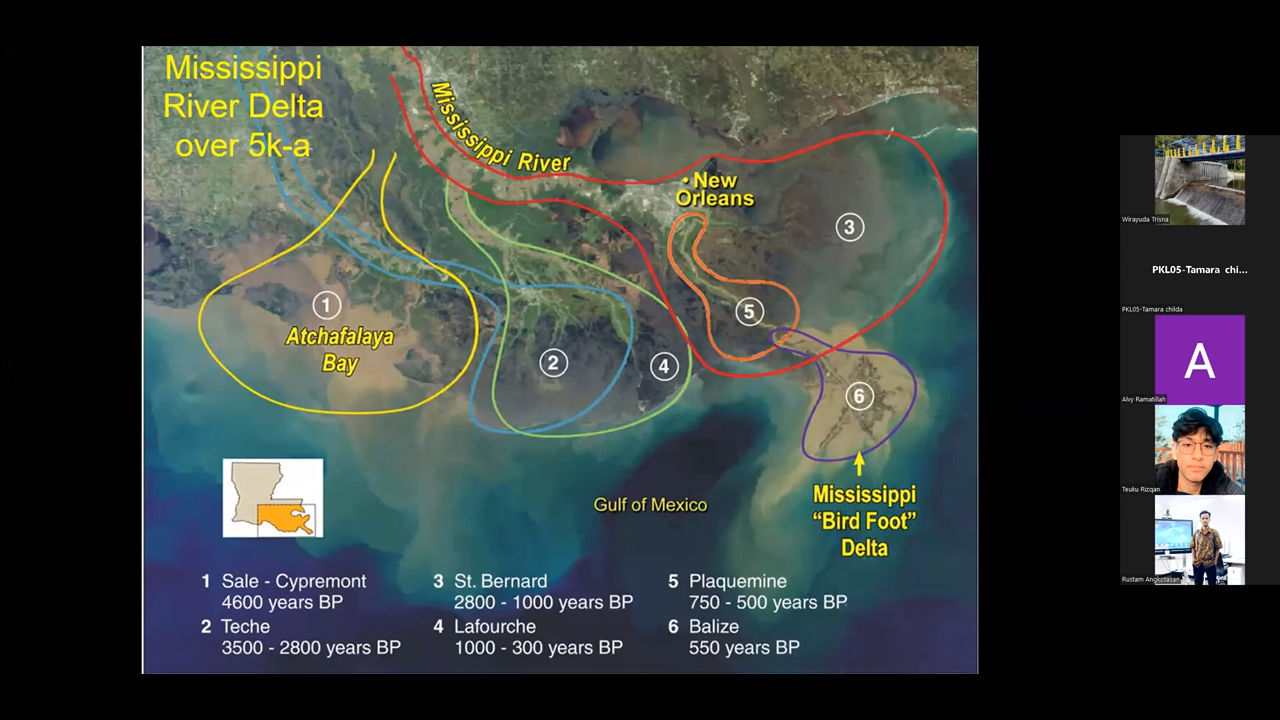 Mississippi
River Delta
over 5k-a
Mississippi River
• New
Orleans
3
1
Atchafalaya
Bay
5
2
4
6
Gulf of Mexico
Mississippi
“Bird Foot”
Delta
1 Sale - Cypremont
4600 years BP
2 Teche
3500 - 2800 years BP
3 St. Bernard
2800 - 1000 years BP
4 Lafourche
1000 - 300 years BP
5 Plaquemine
750 - 500 years BP
6 Balize
550 years BP
Wirayuda Trisna
PKL05-Tamara chi...
PKL05-Tamara childa
A
Alvy Ramatillah
Teuku Rizqan
Rustam Angkotasan